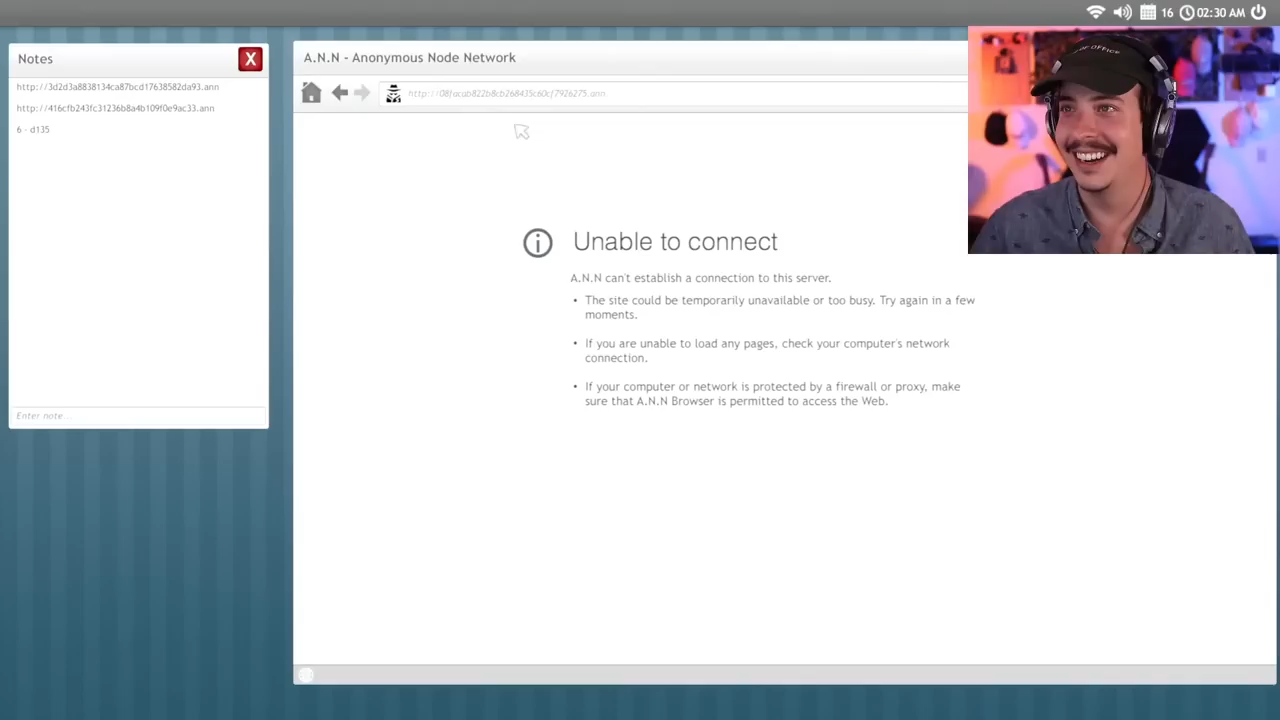 16 02:30 AM
Notes
X
http://3d2d3a8838134ca87bcd17638582da93.ann
http://416cfb243fc31236b8a4b109f0e9ac33.ann
6 - d135
Enter note...
A.N.N - Anonymous Node Network
http://08facab822b8cb268435c60cf7926275.ann
Unable to connect
A.N.N can't establish a connection to this server.
• The site could be temporarily unavailable or too busy. Try again in a few
moments.
• If you are unable to load any pages, check your computer's network
connection.
• If your computer or network is protected by a firewall or proxy, make
sure that A.N.N Browser is permitted to access the Web.